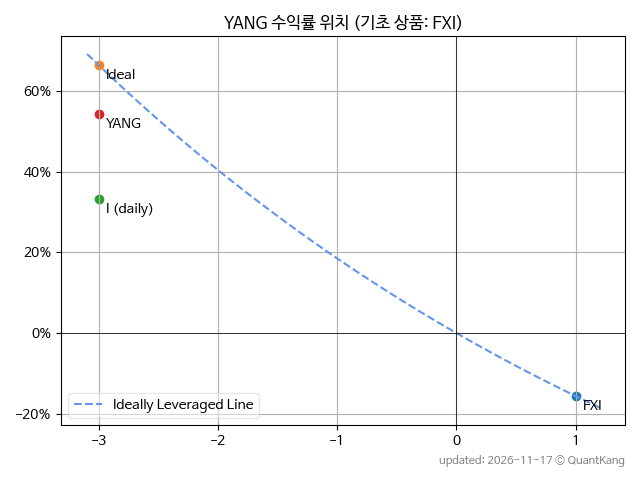 YANG 수익률 위치 (기초 상품: FXI)
Ideal
60%
YANG
40%
I (daily)
20%
0%
Ideally Leveraged Line
FXI
−20%
−3
−2
−1
0
1
updated: 2026-11-17 © QuantKang